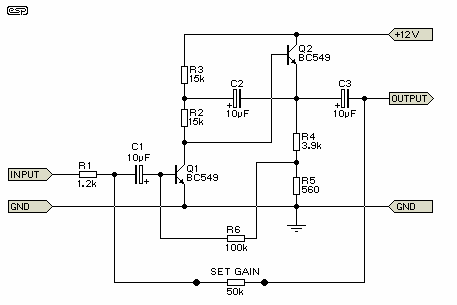 esp
+12V
Q2
BC549
R3
15k
C2
10µF
C3
10µF
OUTPUT
R2
15k
R4
3.9k
C1
10µF
+
+
+
INPUT
R1
1.2k
Q1
BC549
R5
560
GND
GND
R6
100k
SET GAIN
50k